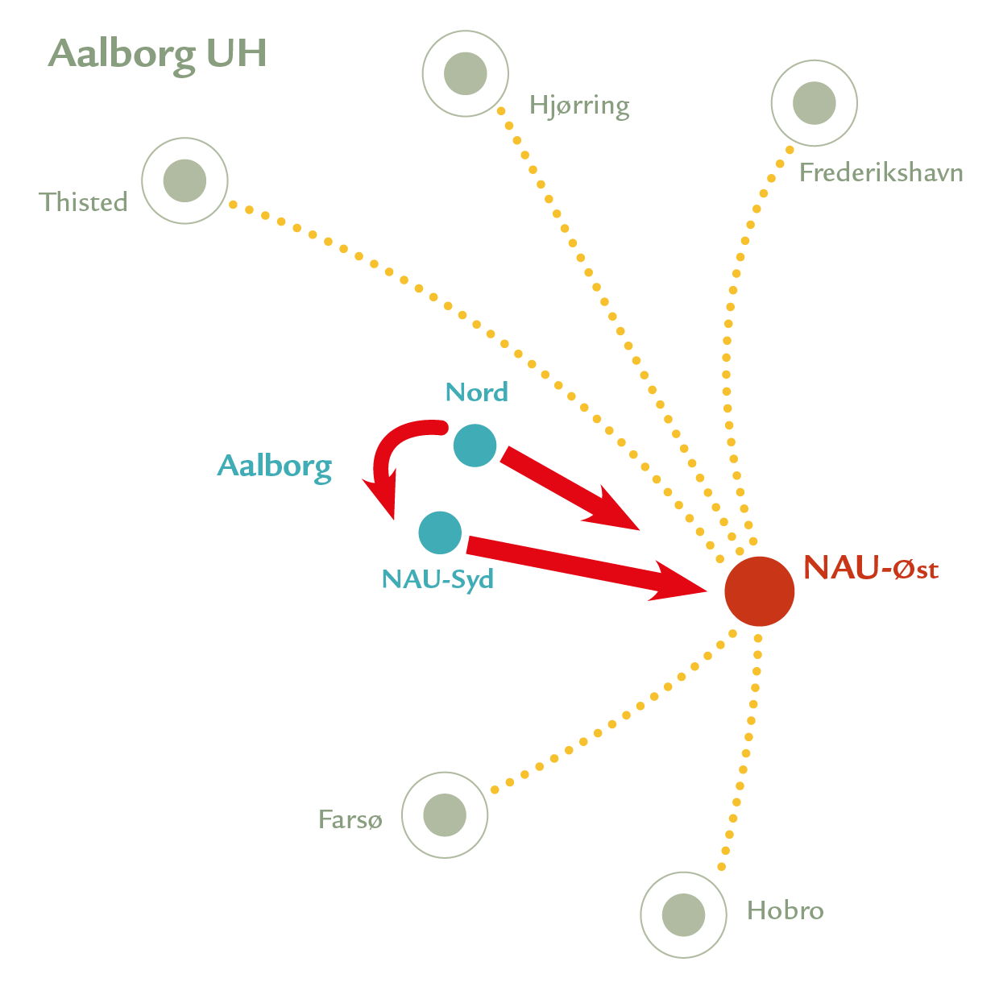 Aalborg UH
Hjørring
Frederikshavn
Thisted
Nord
Aalborg
NAU-Syd
NAU-Øst
Farsø
Hobro